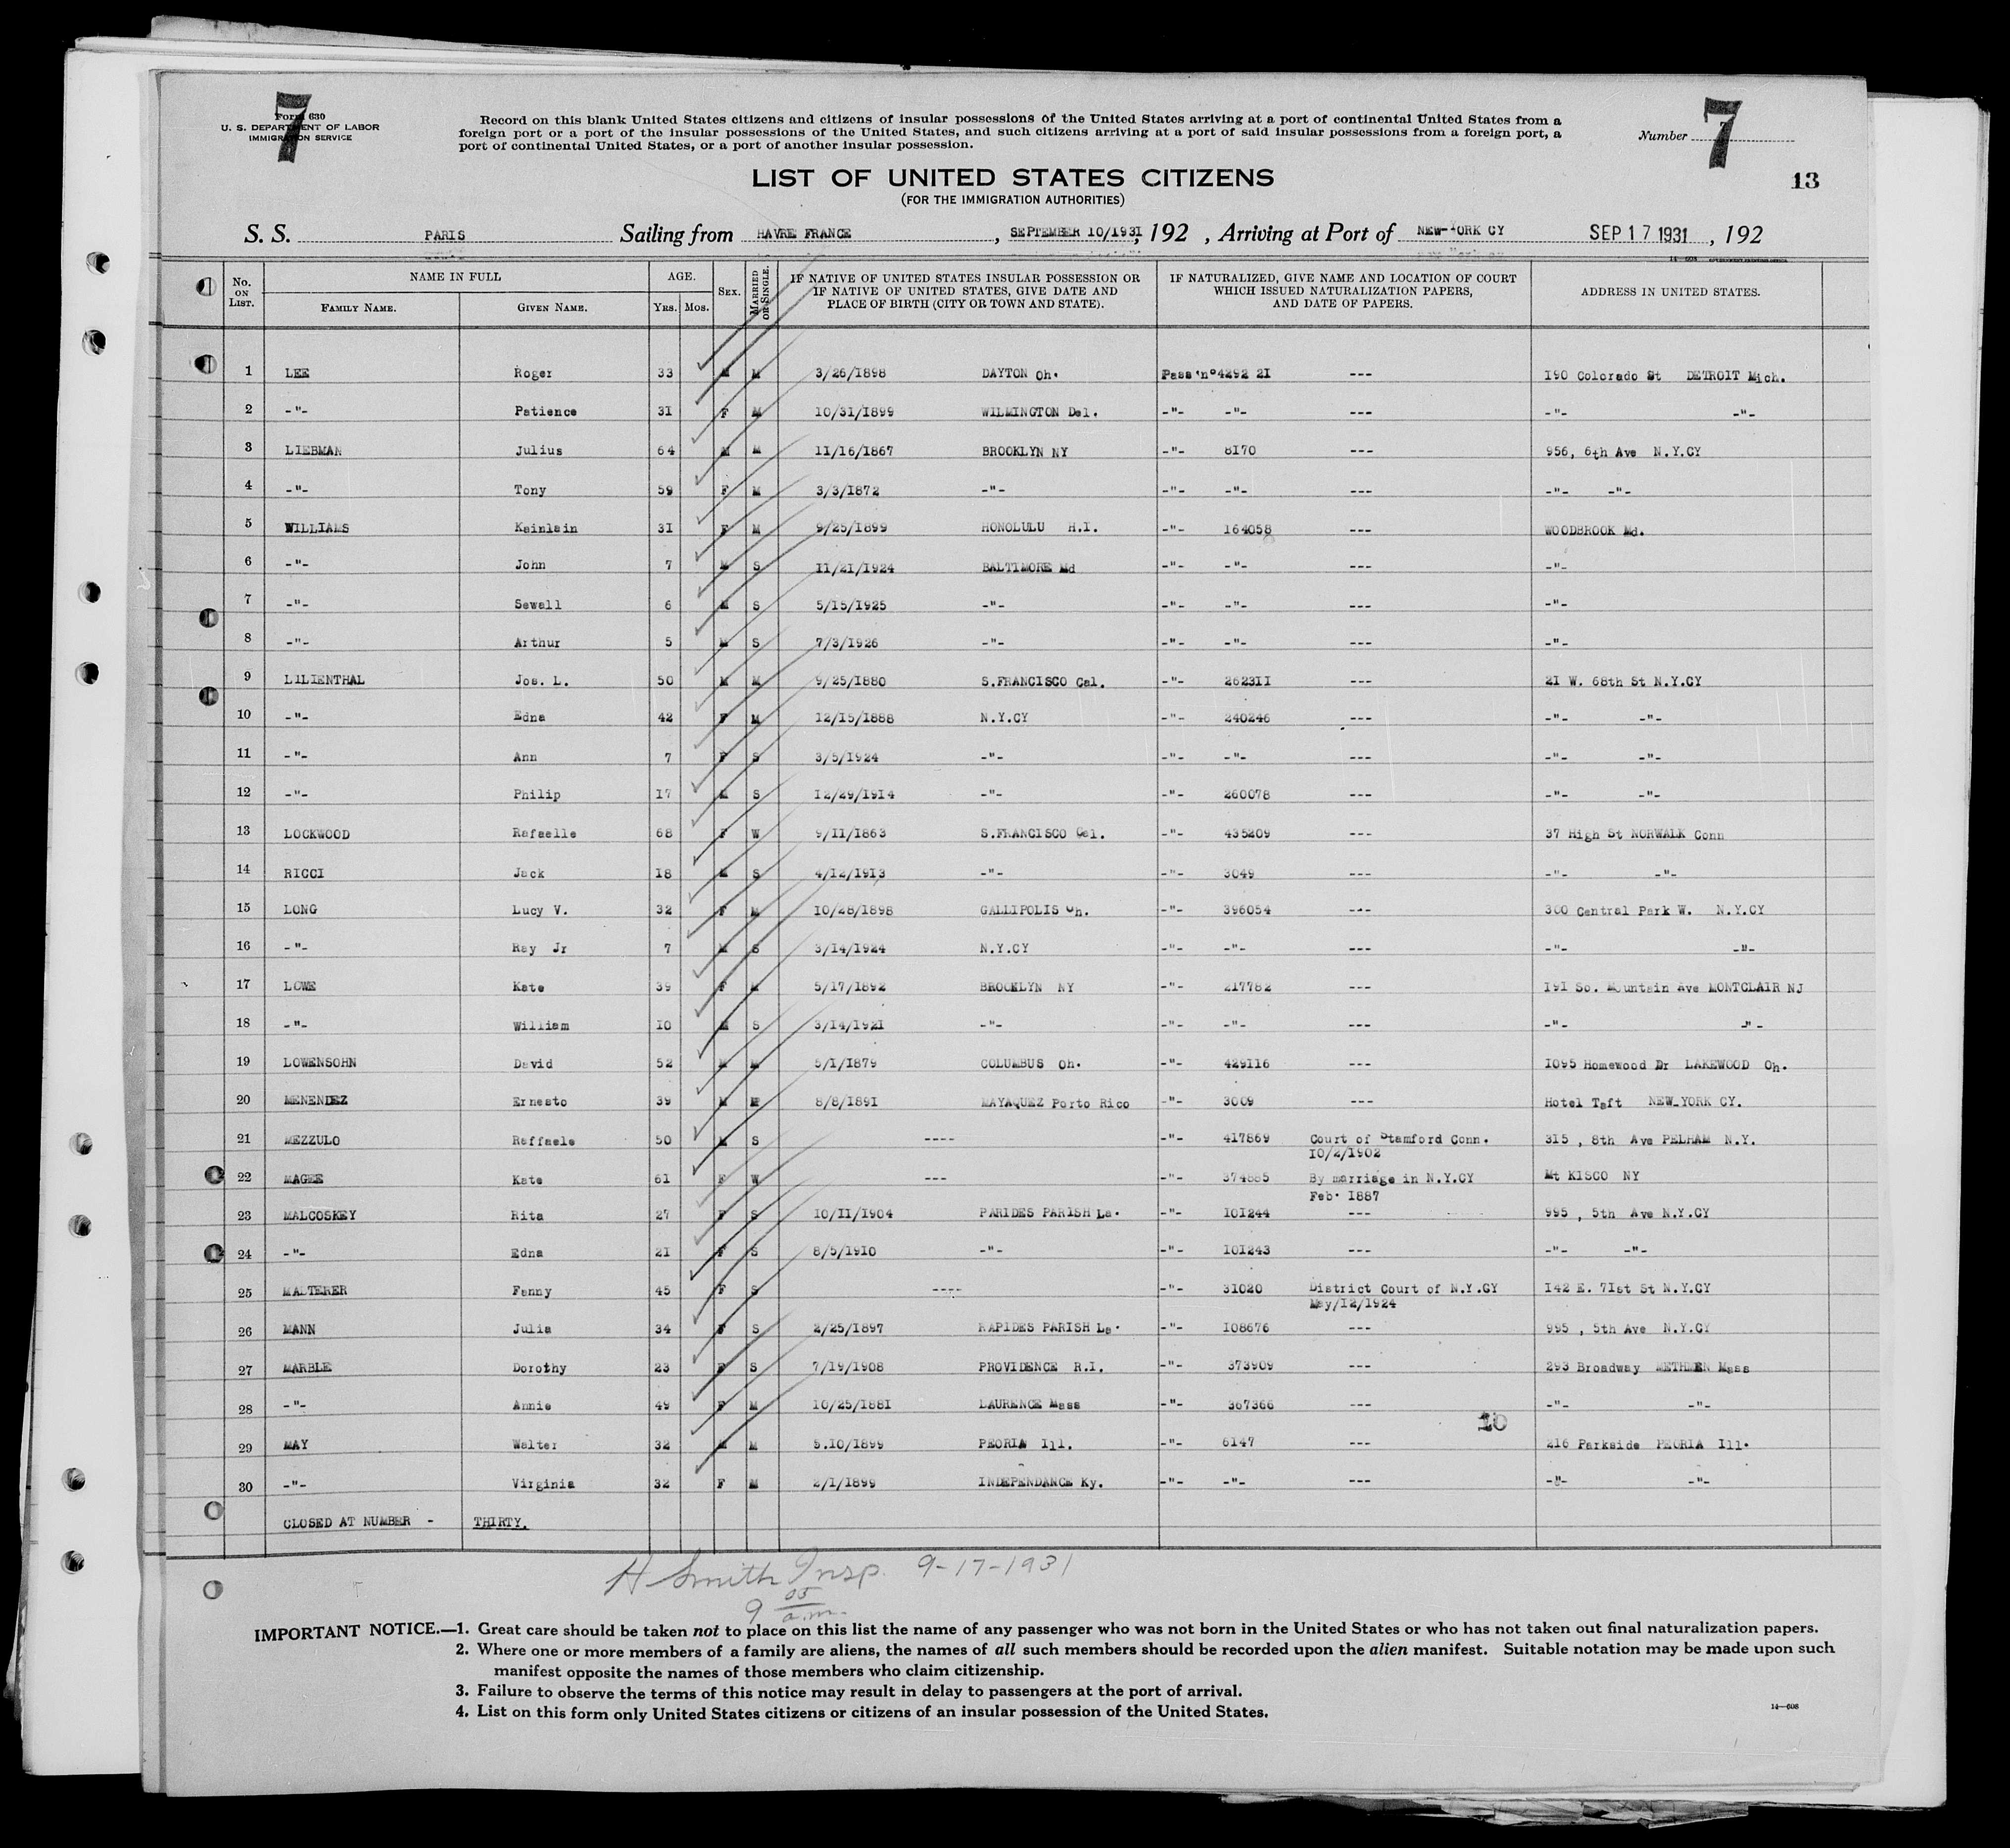 7
Form 630
U. S. DEPARTMENT OF LABOR
IMMIGRATION SERVICE
Record on this blank United States citizens and citizens of insular possessions of the United States arriving at a port of continental United States from a
foreign port or a port of the insular possessions of the United States, and such citizens arriving at a port of said insular possessions from a foreign port, a
port of continental United States, or a port of another insular possession.
Number 7
13
LIST OF UNITED STATES CITIZENS
(FOR THE IMMIGRATION AUTHORITIES)
S. S. PARIS Sailing from HAVRE FRANCE , SEPTEMBER 10/1931, 192 , Arriving at Port of NEW-YORK CY SEP 17 1931 , 192
14-608
No. ON LIST. NAME IN FULL FAMILY NAME. GIVEN NAME. AGE. YRS. MOS. SEX. MARRIED OR SINGLE. IF NATIVE OF UNITED STATES INSULAR POSSESSION OR IF NATIVE OF UNITED STATES, GIVE DATE AND PLACE OF BIRTH (CITY OR TOWN AND STATE). IF NATURALIZED, GIVE NAME AND LOCATION OF COURT WHICH ISSUED NATURALIZATION PAPERS, AND DATE OF PAPERS. ADDRESS IN UNITED STATES.
1 LEE Roger 33 M M 3/26/1898 DAYTON Oh. Pass'n°4292 21 --- 190 Colorado St DETROIT Mich.
2 -"- Patience 31 F M 10/31/1899 WILMINGTON Del. -"- -"- --- -"- -"-
3 LIEBMAN Julius 64 M M 11/16/1867 BROOKLYN NY -"- 8170 --- 956, 6th Ave N.Y.CY
4 -"- Tony 59 F M 3/3/1872 -"- -"- -"- --- -"- -"-
5 WILLIAMS Kainlein 31 F M 9/25/1899 HONOLULU H.I. -"- 164058 --- WOODBROOK Md.
6 -"- John 7 M S 11/21/1924 BALTIMORE Md -"- -"- --- -"-
7 -"- Sewall 6 M S 5/15/1925 -"- -"- -"- --- -"-
8 -"- Arthur 5 M S 7/3/1926 -"- -"- -"- --- -"-
9 LILIENTHAL Jos. L. 50 M M 9/25/1880 S.FRANCISCO Cal. -"- 262311 --- 21 W. 68th St N.Y.CY
10 -"- Edna 42 F M 12/15/1888 N.Y.CY -"- 240246 --- -"- -"-
11 -"- Ann 7 F S 3/5/1924 -"- -"- -"- --- -"- -"-
12 -"- Philip 17 M S 12/29/1914 -"- -"- 260078 --- -"- -"-
13 LOCKWOOD Rafaelle 68 F W 9/11/1863 S.FRANCISCO Cal. -"- 435209 --- 37 High St NORWALK Conn
14 RICCI Jack 18 M S 4/12/1913 -"- -"- 3049 --- -"- -"-
15 LONG Lucy V. 32 F M 10/28/1898 GALLIPOLIS Oh. -"- 396054 --- 300 Central Park W. N.Y.CY
16 -"- Ray Jr 7 M S 3/14/1924 N.Y.CY -"- -"- --- -"- -"-
17 LOWE Kate 39 F M 5/17/1892 BROOKLYN NY -"- 217782 --- 191 So. Mountain Ave MONTCLAIR NJ
18 -"- William 10 M S 3/14/1921 -"- -"- -"- --- -"- -"-
19 LOWENSOHN David 52 M M 5/1/1879 COLUMBUS Oh. -"- 429116 --- 1095 Homewood Dr LAKEWOOD Oh.
20 MENENDEZ Ernesto 39 M M 8/8/1891 MAYAQUEZ Porto Rico -"- 3009 --- Hotel Taft NEW-YORK CY.
21 MEZZULO Raffaele 50 M S ---- -"- 417869 Court of Stamford Conn. 315 , 8th Ave PELHAM N.Y.
10/2/1902
22 MAGEE Kate 61 F W --- -"- 374885 By marriage in N.Y.CY Mt KISCO NY
Feb. 1887
23 MALCOSKEY Rita 27 F S 10/11/1904 PARIDES PARISH La. -"- 101244 --- 995 , 5th Ave N.Y.CY
24 -"- Edna 21 F S 8/5/1910 -"- -"- 101243 --- -"- -"-
25 MALTERER Fanny 45 F S ---- -"- 31020 District Court of N.Y.CY 142 E. 71st St N.Y.CY
May/12/1924
26 MANN Julia 34 F S 2/25/1897 RAPIDES PARISH La. -"- 108676 --- 995 , 5th Ave N.Y.CY
27 MARBLE Dorothy 23 F S 7/19/1908 PROVIDENCE R.I. -"- 373909 --- 293 Broadway METHUEN Mass
28 -"- Annie 49 F M 10/25/1881 LAURENCE Mass -"- 367366 --- -"- -"-
10
29 MAY Walter 32 M M 5.10/1899 PEORIA Ill. -"- 6147 --- 216 Parkside PEORIA Ill.
30 -"- Virginia 32 F M 2/1/1899 INDEPENDANCE Ky. -"- -"- --- -"- -"-
CLOSED AT NUMBER - THIRTY.
H Smith Insp. 9-17-1931
9 05 a.m.
IMPORTANT NOTICE.—1. Great care should be taken not to place on this list the name of any passenger who was not born in the United States or who has not taken out final naturalization papers.
2. Where one or more members of a family are aliens, the names of all such members should be recorded upon the alien manifest. Suitable notation may be made upon such
manifest opposite the names of those members who claim citizenship.
3. Failure to observe the terms of this notice may result in delay to passengers at the port of arrival.
4. List on this form only United States citizens or citizens of an insular possession of the United States.
14—608